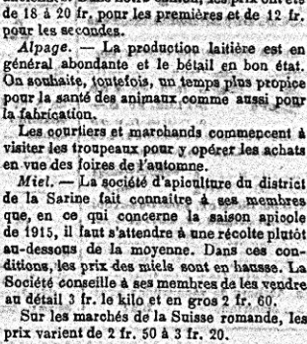 de 18 à 20 fr. pour les premières et de 12 fr.
pour les secondes.
Alpage. — La production laitière est en
général abondante et le bétail en bon état.
On souhaite, toutefois, un temps plus propice
pour la santé des animaux comme aussi pour
la fabrication.
Les courtiers et marchands commencent à
visiter les troupeaux pour y opérer les achats
en vue des foires de l'automne.
Miel. — La société d'apiculture du district
de la Sarine fait connaître à ses membres
que, en ce qui concerne la saison apicole
de 1915, il faut s'attendre à une récolte plutôt
au-dessous de la moyenne. Dans ces con-
ditions, les prix des miels sont en hausse. La
Société conseille à ses membres de les vendre
au détail 3 fr. le kilo et en gros 2 fr. 60.
Sur les marchés de la Suisse romande, les
prix varient de 2 fr. 50 à 3 fr. 20.